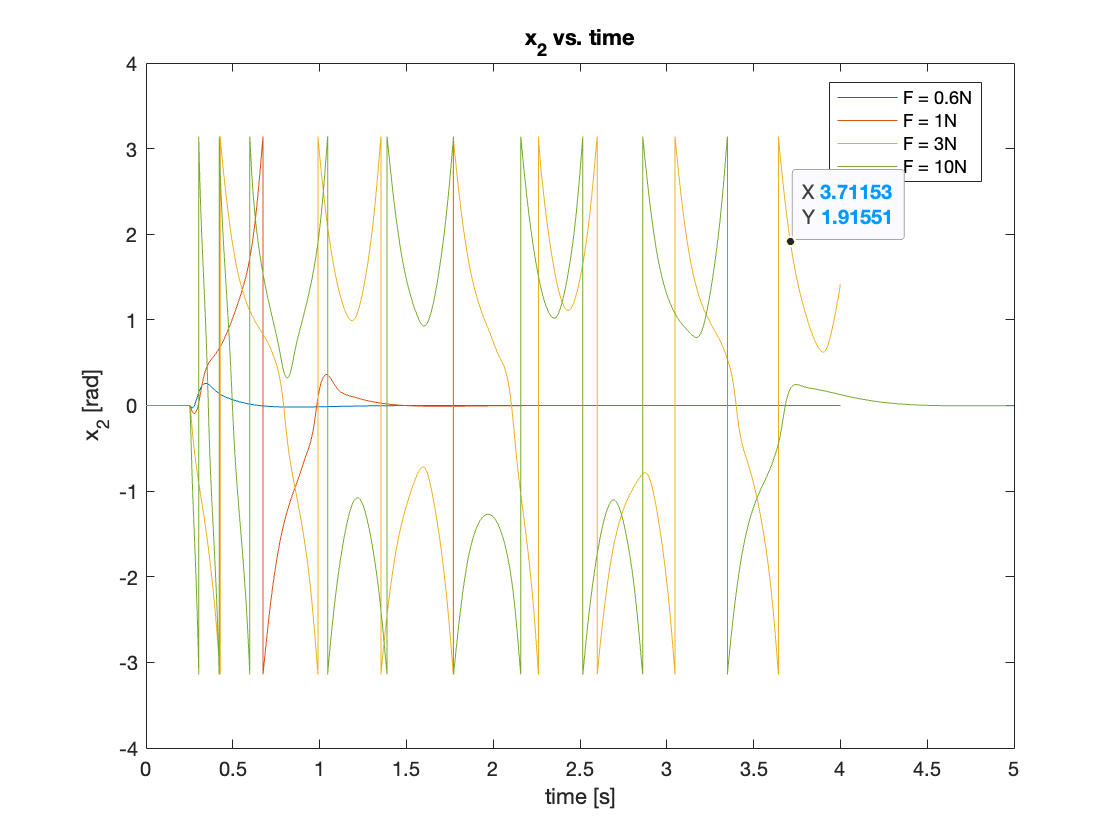 x2 vs. time
F = 0.6N
F = 1N
F = 3N
F = 10N
X 3.71153
Y 1.91551
x2 [rad]
4
3
2
1
0
-1
-2
-3
-4
0 0.5 1 1.5 2 2.5 3 3.5 4 4.5 5
time [s]